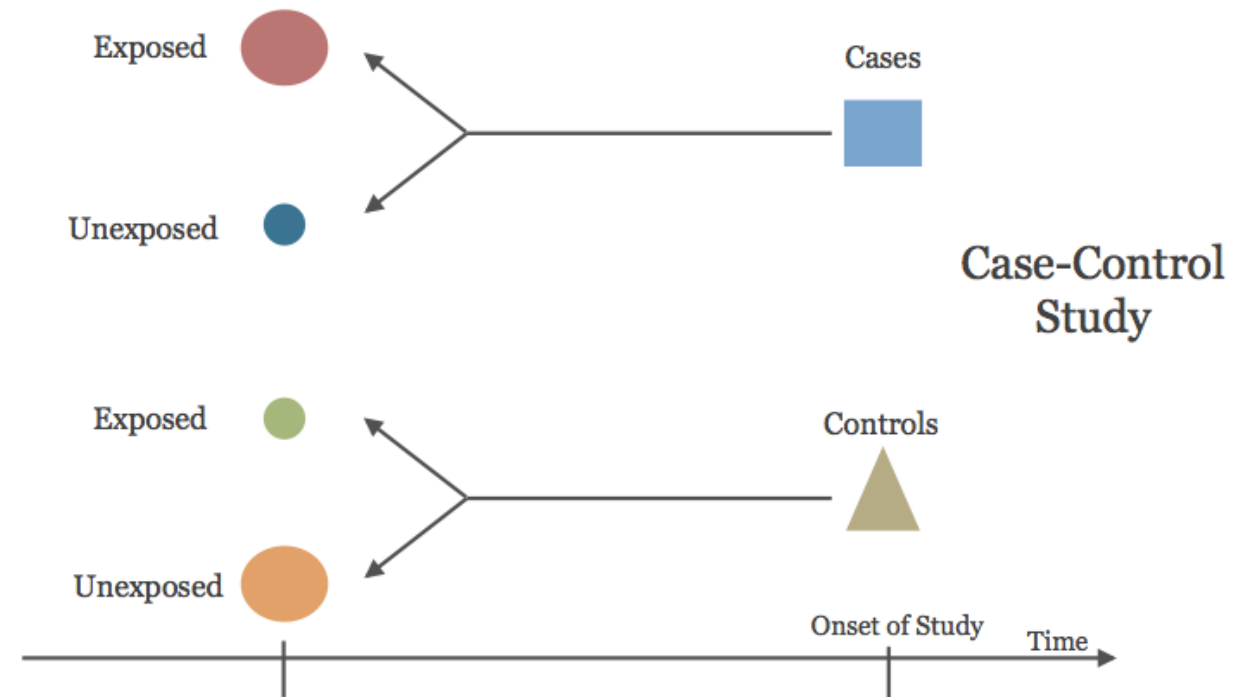 Exposed
Cases
Unexposed
Case-Control
Study
Exposed
Controls
Unexposed
Onset of Study
Time